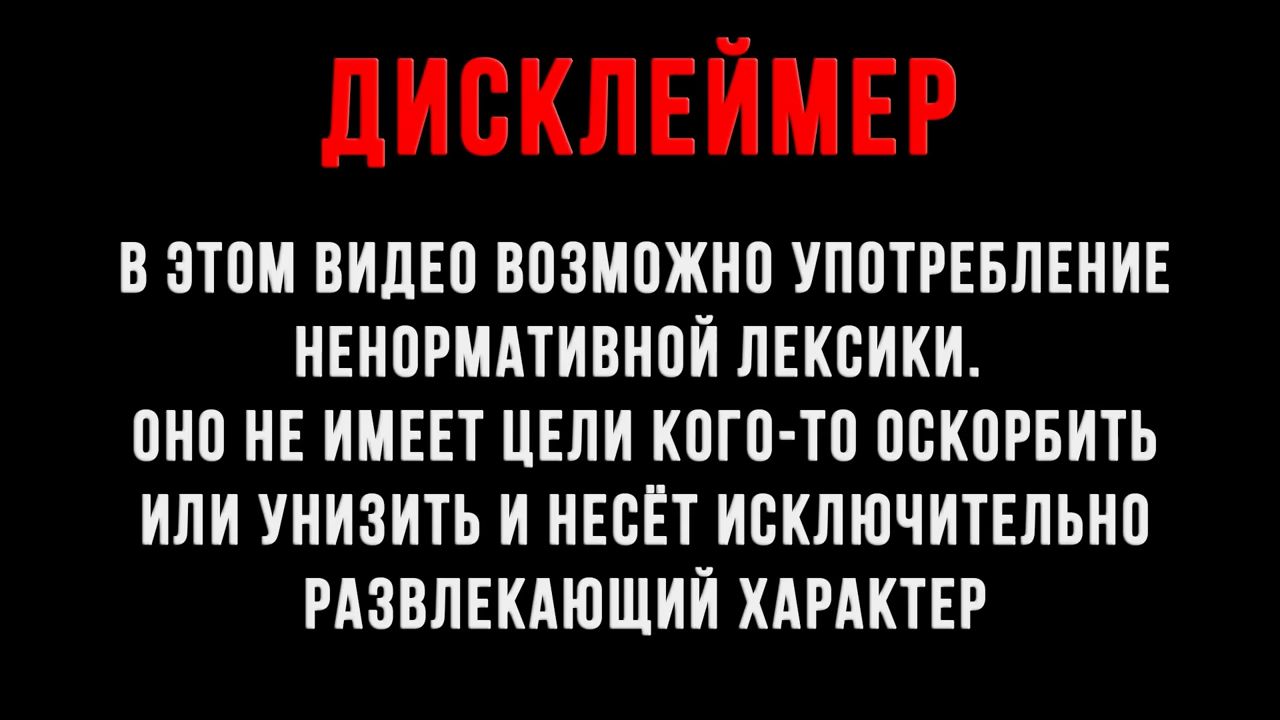 ДИСКЛЕЙМЕР
В ЭТОМ ВИДЕО ВОЗМОЖНО УПОТРЕБЛЕНИЕ
НЕНОРМАТИВНОЙ ЛЕКСИКИ.
ОНО НЕ ИМЕЕТ ЦЕЛИ КОГО-ТО ОСКОРБИТЬ
ИЛИ УНИЗИТЬ И НЕСЁТ ИСКЛЮЧИТЕЛЬНО
РАЗВЛЕКАЮЩИЙ ХАРАКТЕР